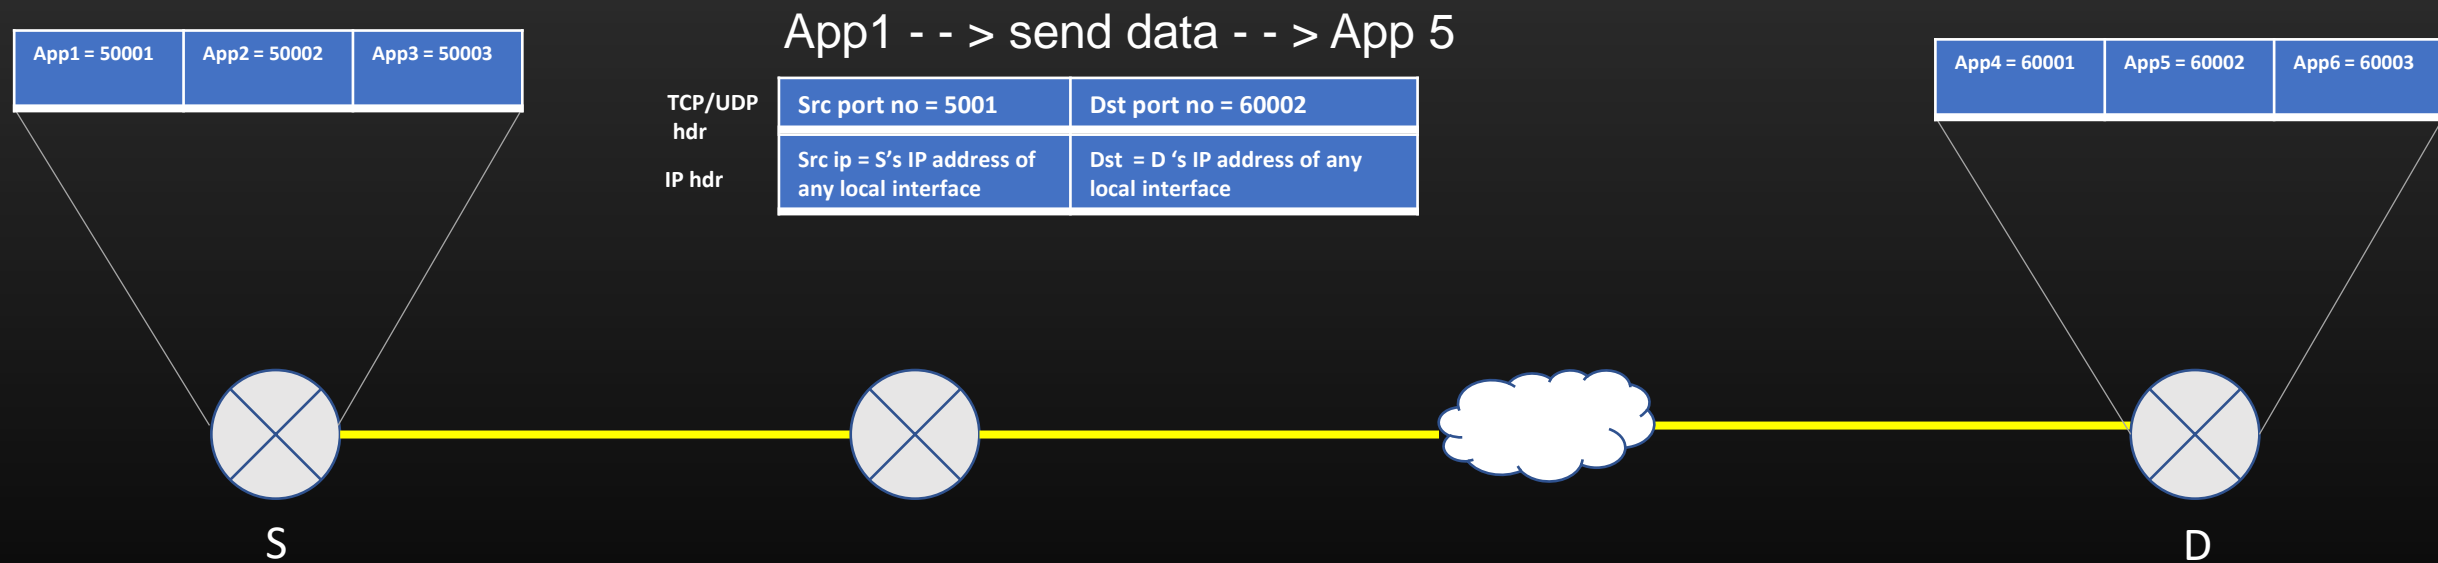 App1 - - > send data - - > App 5
App1 = 50001 App2 = 50002 App3 = 50003
App4 = 60001 App5 = 60002 App6 = 60003
TCP/UDP
hdr
Src port no = 5001 Dst port no = 60002
IP hdr
Src ip = S's IP address of
any local interface
Dst = D ‘s IP address of any
local interface
S
D